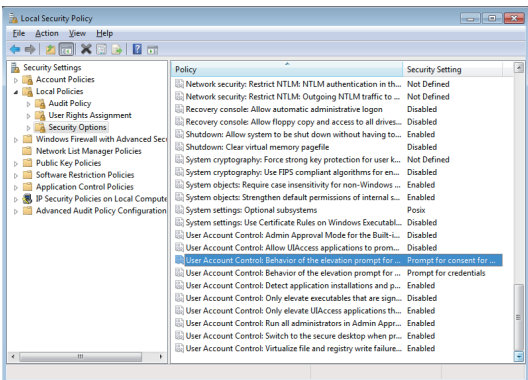 Local Security Policy
File Action View Help
Security Settings
Account Policies
Local Policies
Audit Policy
User Rights Assignment
Security Options
Windows Firewall with Advanced Secu
Network List Manager Policies
Public Key Policies
Software Restriction Policies
Application Control Policies
IP Security Policies on Local Compute
Advanced Audit Policy Configuration
Policy Security Setting
Network security: Restrict NTLM: NTLM authentication in th... Not Defined
Network security: Restrict NTLM: Outgoing NTLM traffic to ... Not Defined
Recovery console: Allow automatic administrative logon Disabled
Recovery console: Allow floppy copy and access to all drives... Disabled
Shutdown: Allow system to be shut down without having to... Enabled
Shutdown: Clear virtual memory pagefile Disabled
System cryptography: Force strong key protection for user k... Not Defined
System cryptography: Use FIPS compliant algorithms for en... Disabled
System objects: Require case insensitivity for non-Windows ... Enabled
System objects: Strengthen default permissions of internal s... Enabled
System settings: Optional subsystems Posix
System settings: Use Certificate Rules on Windows Executabl... Disabled
User Account Control: Admin Approval Mode for the Built-i... Disabled
User Account Control: Allow UIAccess applications to prom... Disabled
User Account Control: Behavior of the elevation prompt for ... Prompt for consent for ...
User Account Control: Behavior of the elevation prompt for ... Prompt for credentials
User Account Control: Detect application installations and p... Enabled
User Account Control: Only elevate executables that are sign... Disabled
User Account Control: Only elevate UIAccess applications th... Enabled
User Account Control: Run all administrators in Admin Appr... Enabled
User Account Control: Switch to the secure desktop when pr... Enabled
User Account Control: Virtualize file and registry write failure... Enabled